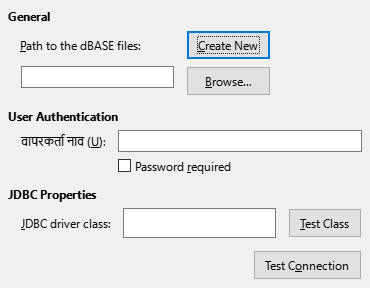 General
Path to the dBASE files:
Create New
Browse...
User Authentication
वापरकर्ता नाव (U):
Password required
JDBC Properties
JDBC driver class:
Test Class
Test Connection